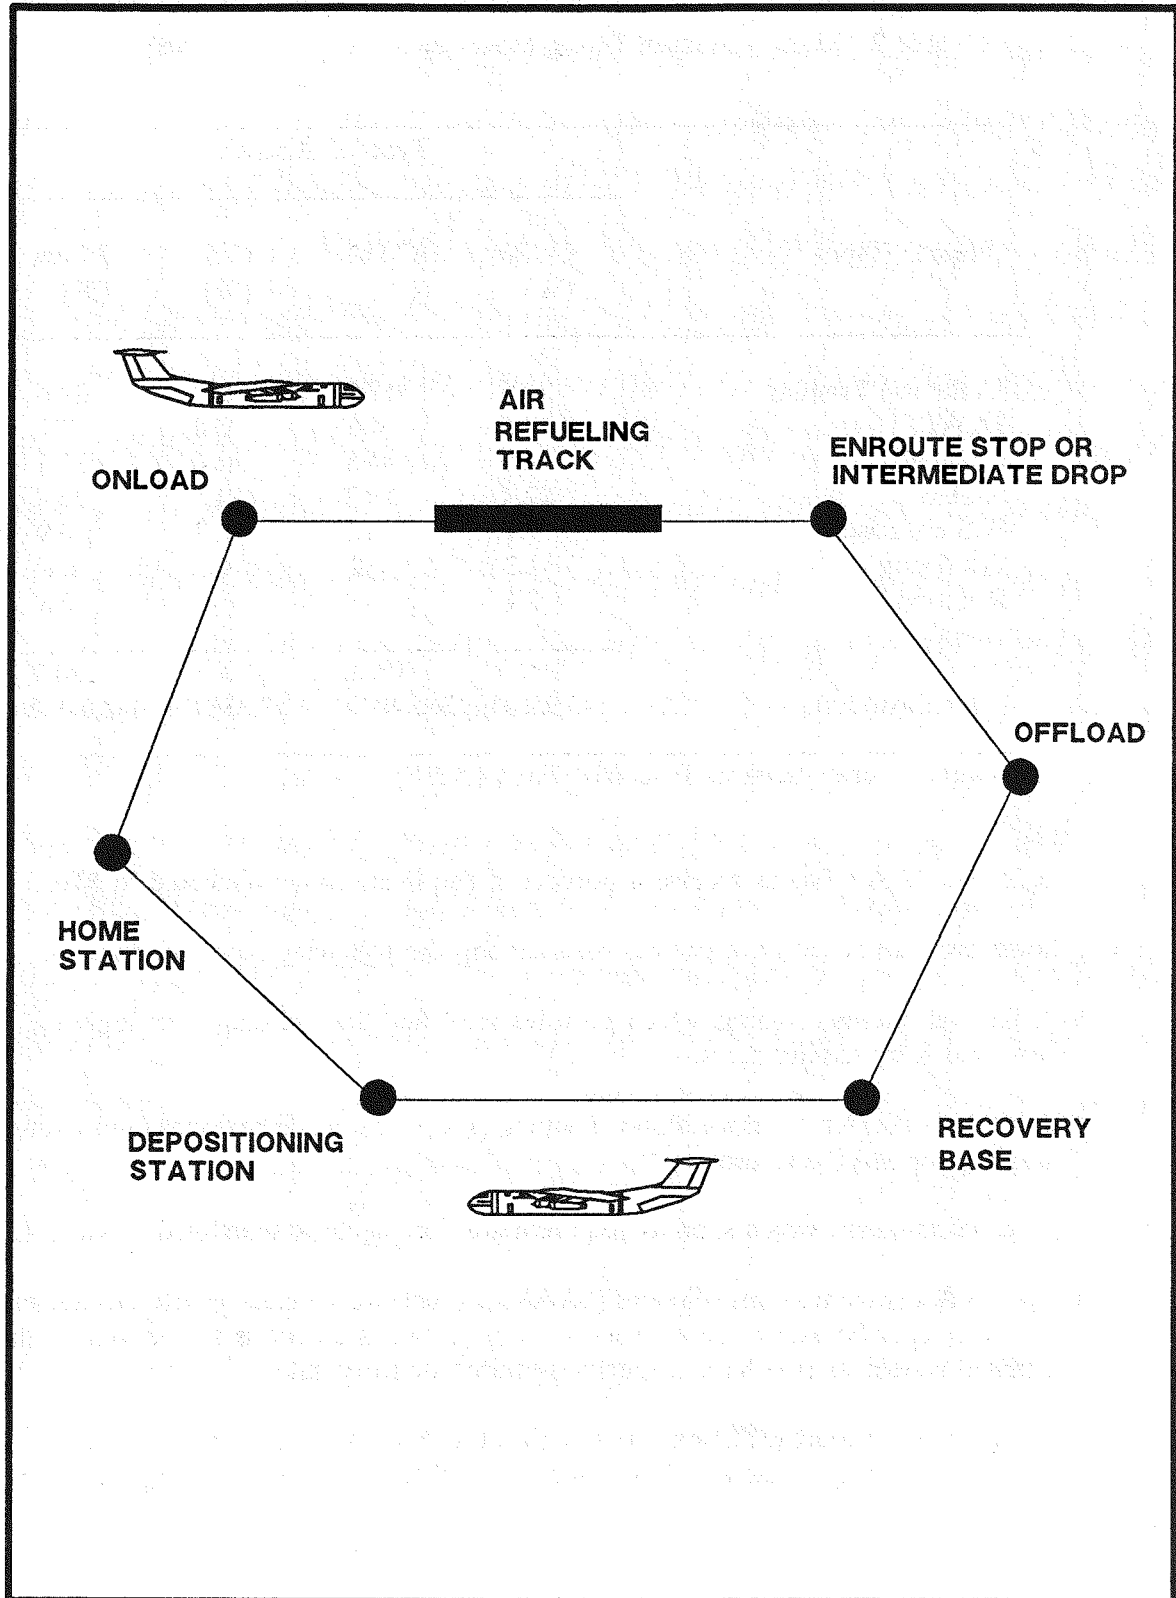 AIR
REFUELING
TRACK
ENROUTE STOP OR
INTERMEDIATE DROP
ONLOAD
OFFLOAD
HOME
STATION
DEPOSITIONING
STATION
RECOVERY
BASE